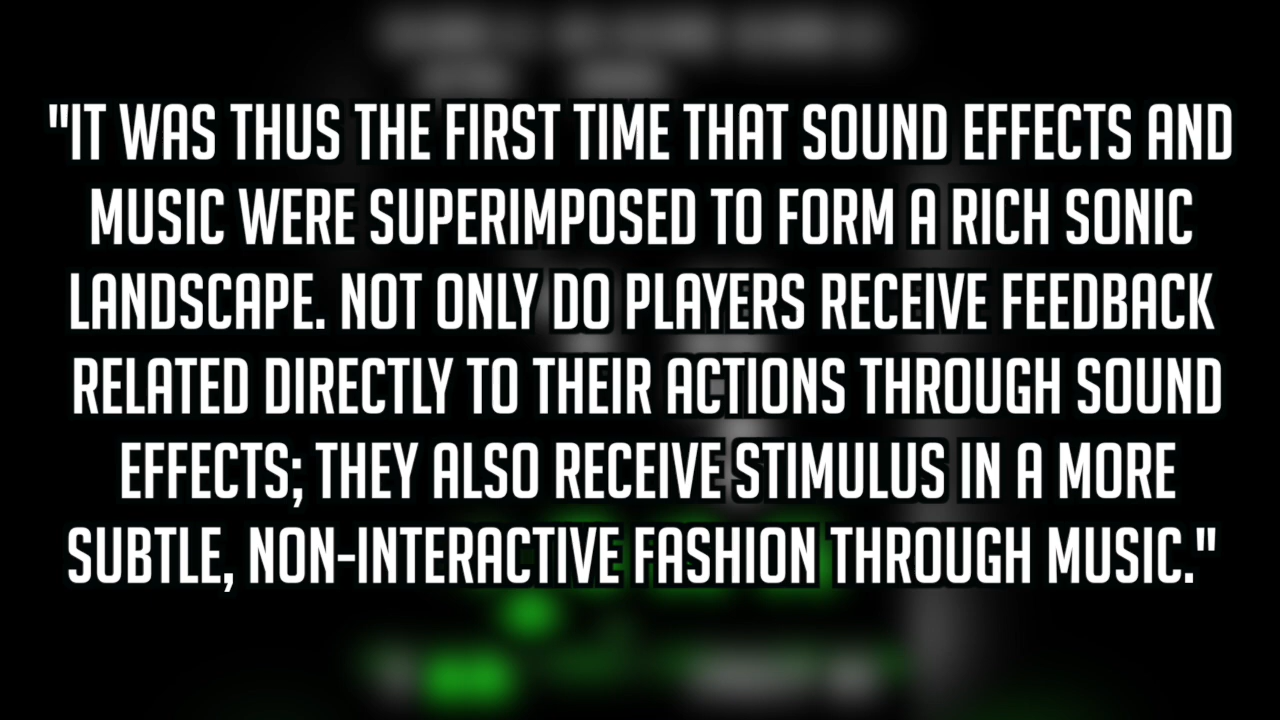 "IT WAS THUS THE FIRST TIME THAT SOUND EFFECTS AND
MUSIC WERE SUPERIMPOSED TO FORM A RICH SONIC
LANDSCAPE. NOT ONLY DO PLAYERS RECEIVE FEEDBACK
RELATED DIRECTLY TO THEIR ACTIONS THROUGH SOUND
EFFECTS; THEY ALSO RECEIVE STIMULUS IN A MORE
SUBTLE, NON-INTERACTIVE FASHION THROUGH MUSIC."